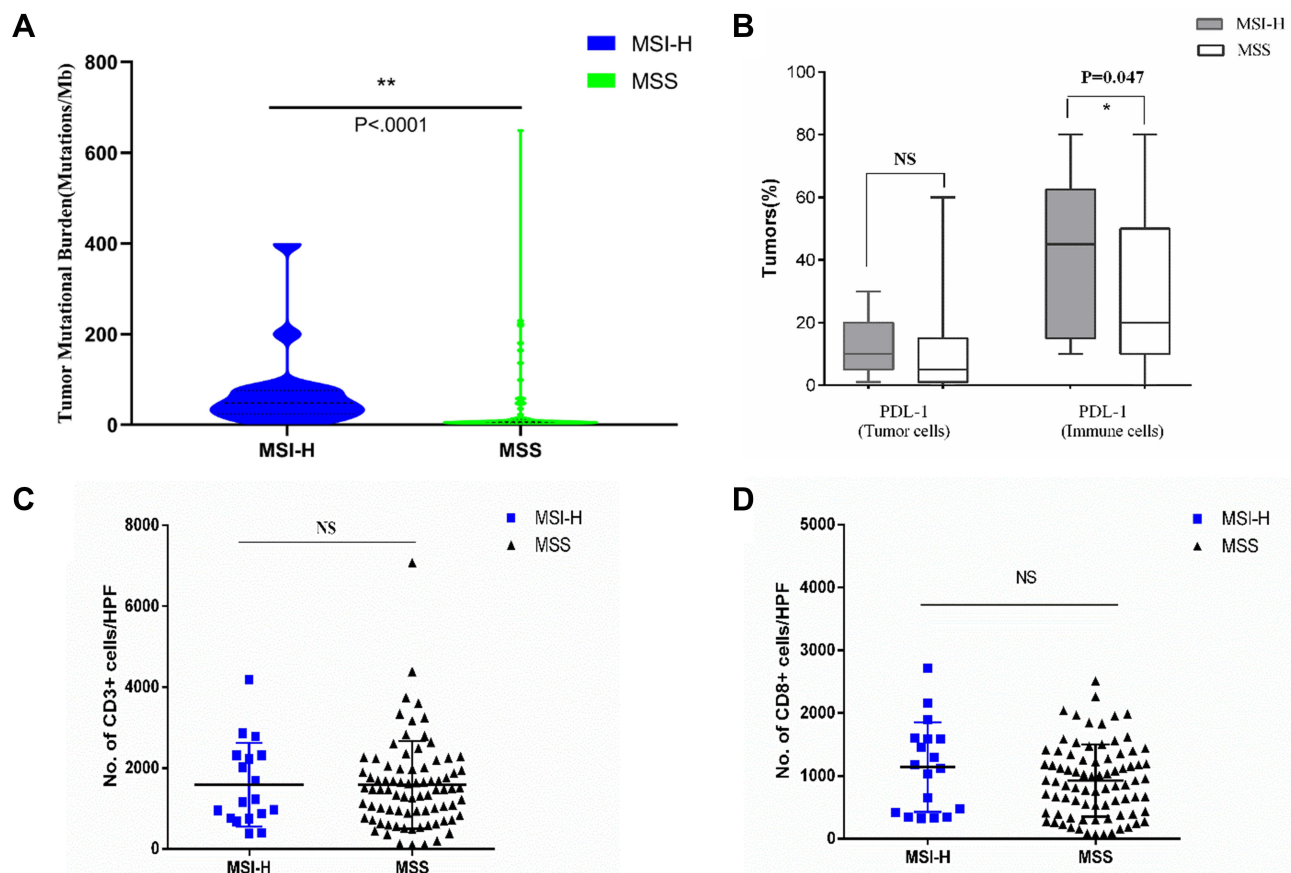 A
MSI-H
MSS
Tumor Mutational Burden(Mutations/Mb)
800
600
400
200
0
**
P<.0001
MSI-H
MSS
B
MSI-H
MSS
Tumors(%)
100
80
60
40
20
0
NS
P=0.047
*
PDL-1
(Tumor cells)
PDL-1
(Immune cells)
C
MSI-H
MSS
No. of CD3+ cells/HPF
8000
6000
4000
2000
0
NS
MSI-H
MSS
D
MSI-H
MSS
No. of CD8+ cells/HPF
5000
4000
3000
2000
1000
0
NS
MSI-H
MSS